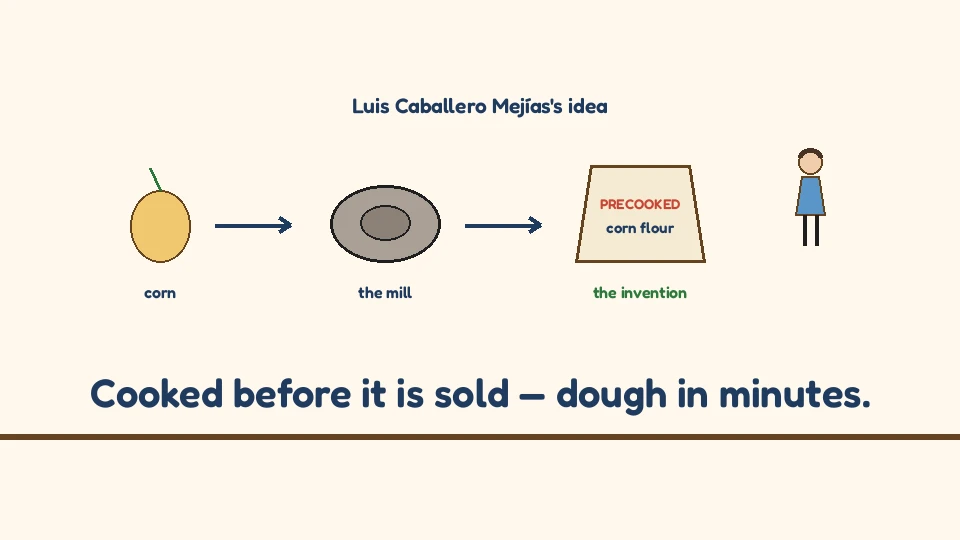 Luis Caballero Mejías's idea
PRECOOKED
corn flour
corn
the mill
the invention
Cooked before it is sold — dough in minutes.